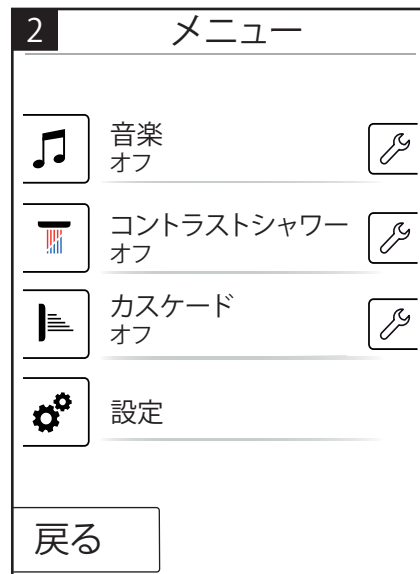 2
メニュー
音楽
オフ
コントラストシャワー
オフ
カスケード
オフ
設定
戻る